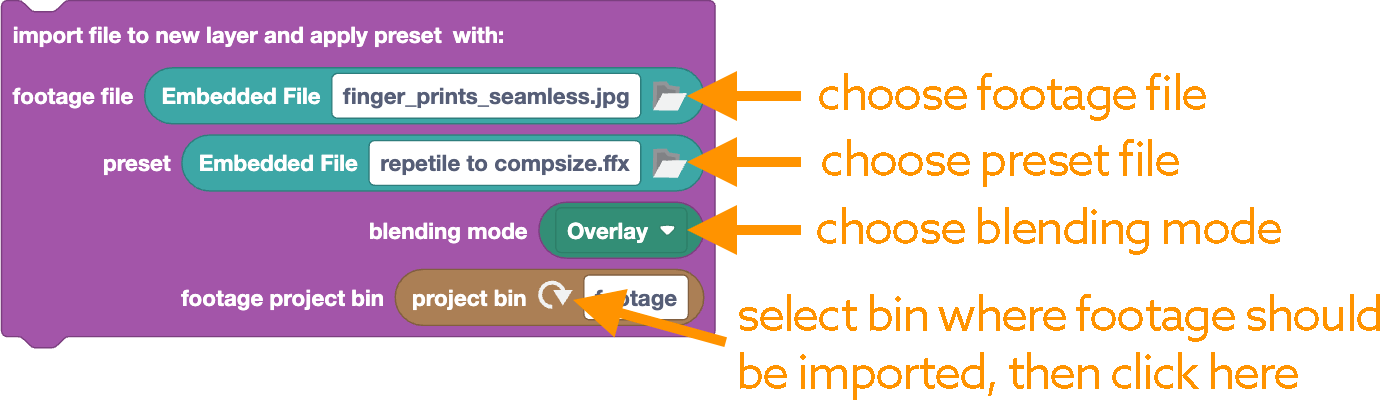 import file to new layer and apply preset with:
footage file Embedded File finger_prints_seamless.jpg choose footage file
preset Embedded File repetile to compsize.ffx choose preset file
blending mode Overlay choose blending mode
footage project bin project bin footage
select bin where footage should
be imported, then click here